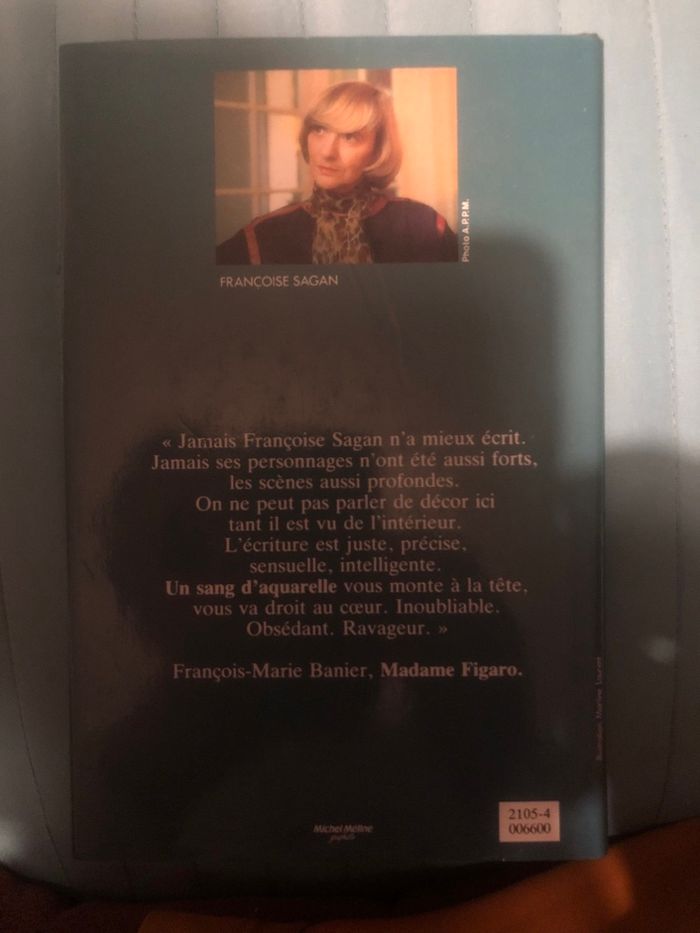 Photo A.P.P.M.
FRANÇOISE SAGAN
« Jamais Françoise Sagan n'a mieux écrit.
Jamais ses personnages n'ont été aussi forts,
les scènes aussi profondes.
On ne peut pas parler de décor ici
tant il est vu de l'intérieur.
L'écriture est juste, précise,
sensuelle, intelligente.
Un sang d'aquarelle vous monte à la tête,
vous va droit au cœur. Inoubliable.
Obsédant. Ravageur. »
François-Marie Banier, Madame Figaro.
Michel Méline
2105-4
006600